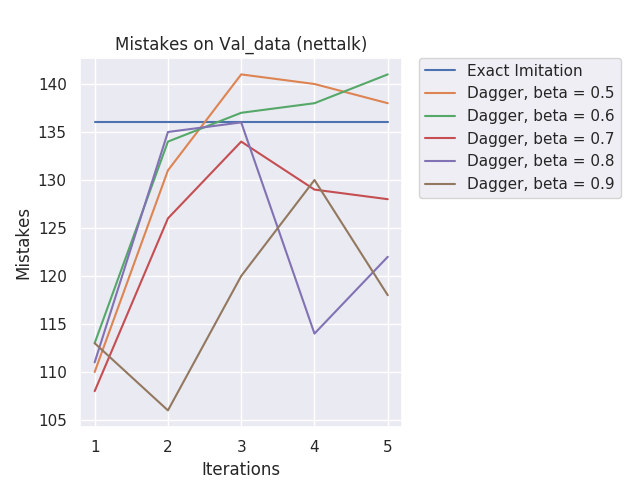 Mistakes on Val_data (nettalk)
Exact Imitation
Dagger, beta = 0.5
Dagger, beta = 0.6
Dagger, beta = 0.7
Dagger, beta = 0.8
Dagger, beta = 0.9
Mistakes
140
135
130
125
120
115
110
105
1 2 3 4 5
Iterations